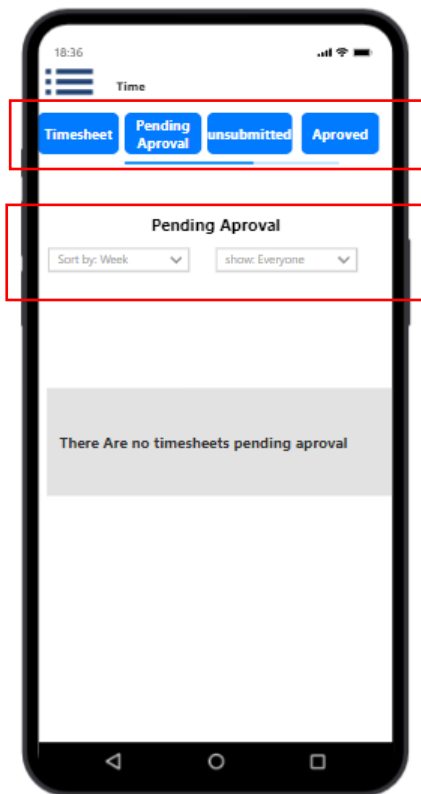 18:36
Time
Timesheet
Pending
Aproval
unsubmitted
Aproved
Pending Aproval
Sort by: Week
show: Everyone
There Are no timesheets pending aproval